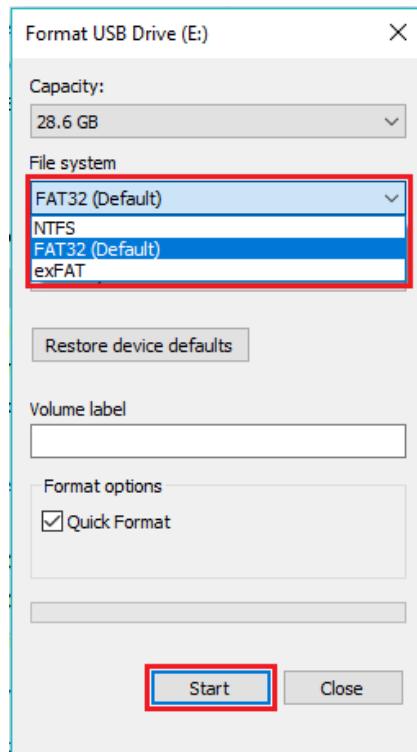 Format USB Drive (E:)
Capacity:
28.6 GB
File system
FAT32 (Default)
NTFS
FAT32 (Default)
exFAT
Restore device defaults
Volume label
Format options
Quick Format
Start
Close